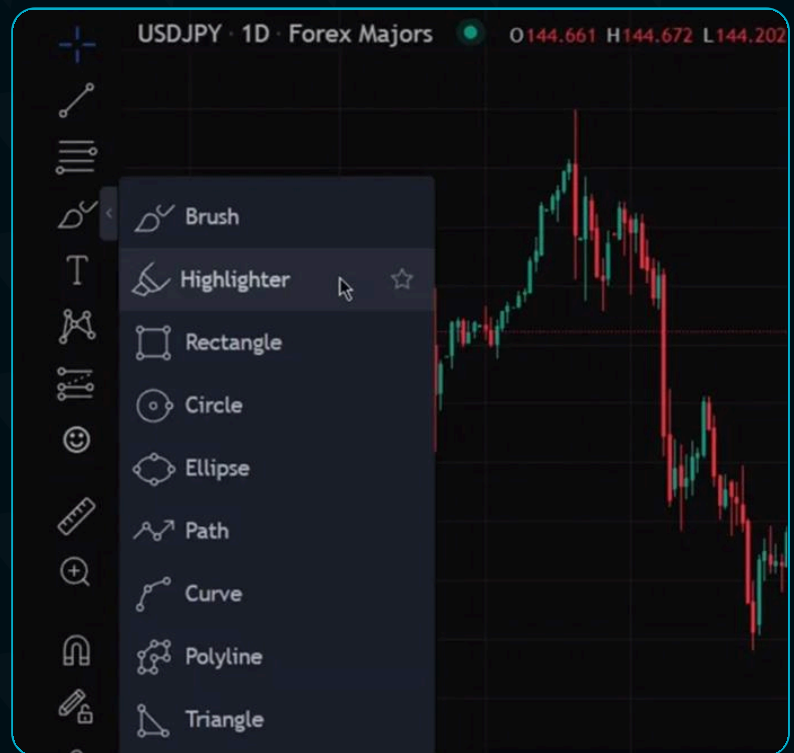 USDJPY · 1D · Forex Majors O144.661 H144.672 L144.202
Brush
Highlighter
Rectangle
Circle
Ellipse
Path
Curve
Polyline
Triangle